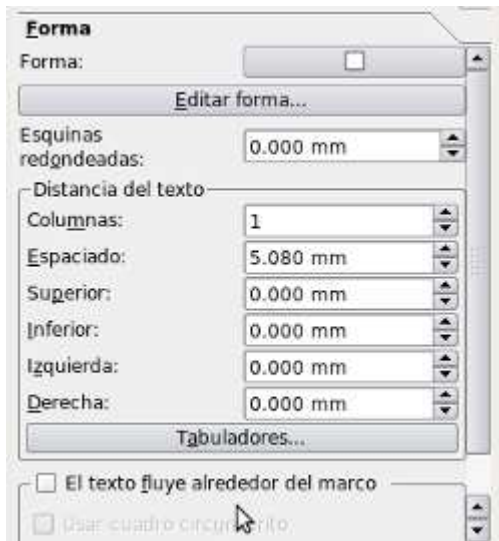 Forma
Forma:
Editar forma...
Esquinas
redondeadas:
0.000 mm
Distancia del texto
Columnas:
1
Espaciado:
5.080 mm
Superior:
0.000 mm
Inferior:
0.000 mm
Izquierda:
0.000 mm
Derecha:
0.000 mm
Tabuladores...
El texto fluye alrededor del marco
Usar cuadro